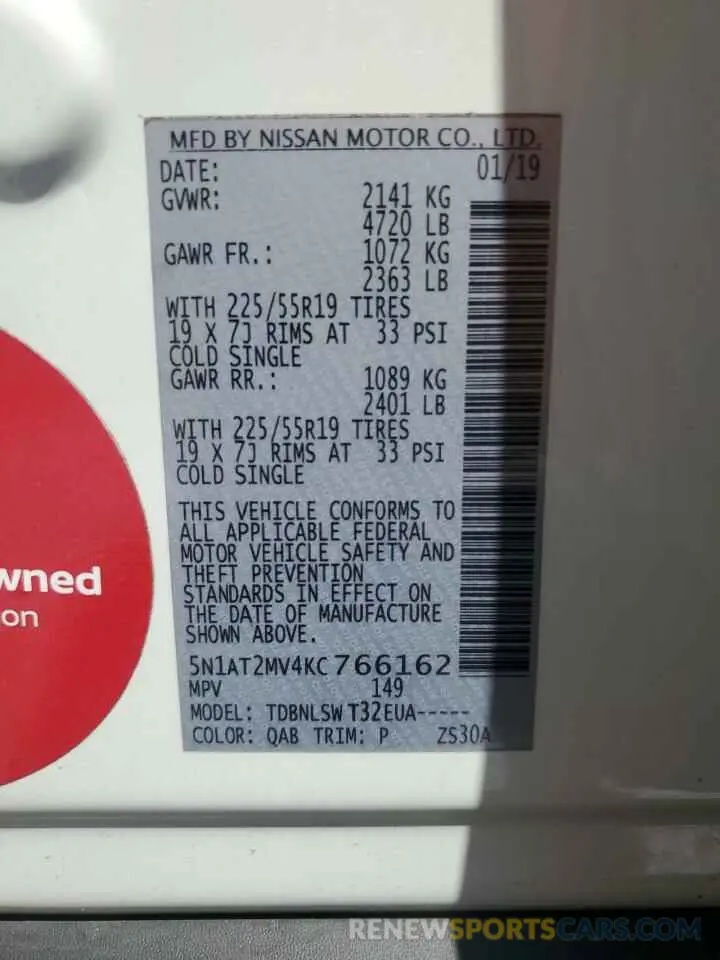 MFD BY NISSAN MOTOR CO., LTD.
DATE: 01/19
GVWR: 2141 KG
4720 LB
GAWR FR.: 1072 KG
2363 LB
WITH 225/55R19 TIRES
19 X 7J RIMS AT 33 PSI
COLD SINGLE
GAWR RR.: 1089 KG
2401 LB
WITH 225/55R19 TIRES
19 X 7J RIMS AT 33 PSI
COLD SINGLE
THIS VEHICLE CONFORMS TO
ALL APPLICABLE FEDERAL
MOTOR VEHICLE SAFETY AND
THEFT PREVENTION
STANDARDS IN EFFECT ON
THE DATE OF MANUFACTURE
SHOWN ABOVE.
5N1AT2MV4KC766162
MPV 149
MODEL: TDBNLSW T32EUA-----
COLOR: QAB TRIM: P ZS30A
wned
on
RENEWSPORTSCARS.COM